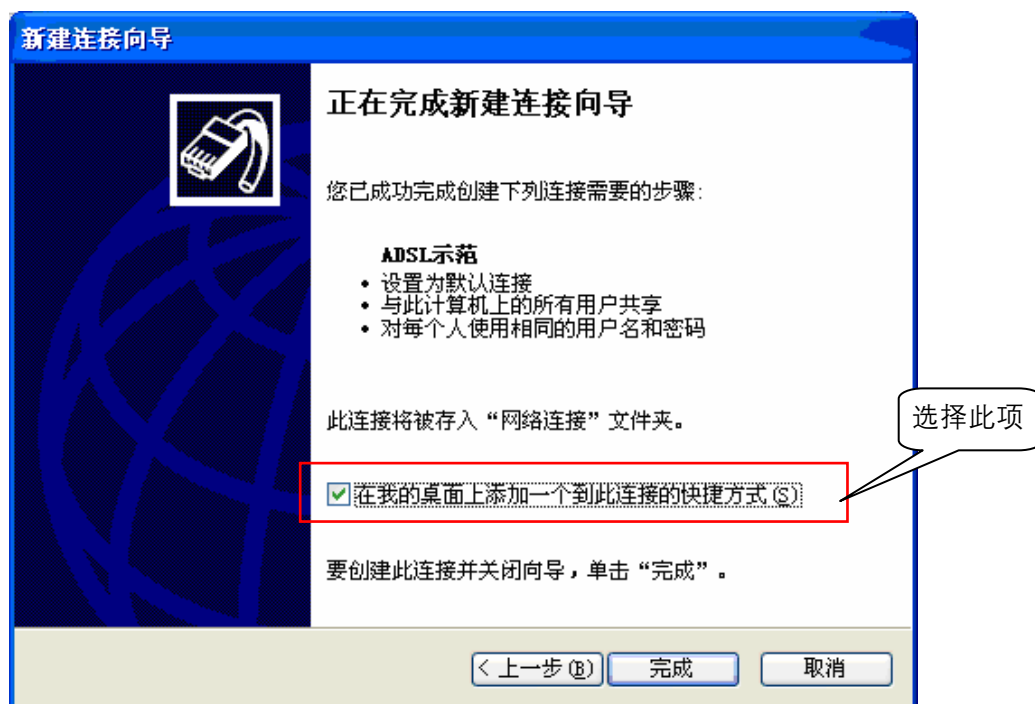 新建连接向导
正在完成新建连接向导
您已成功完成创建下列连接需要的步骤:
ADSL示范
• 设置为默认连接
• 与此计算机上的所有用户共享
• 对每个人使用相同的用户名和密码
此连接将被存入“网络连接”文件夹。
选择此项
在我的桌面上添加一个到此连接的快捷方式(S)
要创建此连接并关闭向导，单击“完成”。
< 上一步(B)
完成
取消